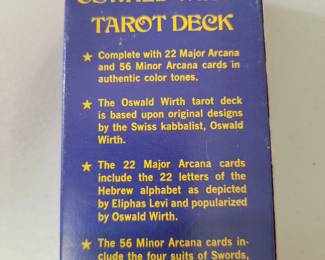 OSWALD WIRTH
TAROT DECK
★ Complete with 22 Major Arcana
and 56 Minor Arcana cards in
authentic color tones.
★ The Oswald Wirth tarot deck
is based upon original designs
by the Swiss kabbalist, Oswald
Wirth.
★ The 22 Major Arcana cards
include the 22 letters of the
Hebrew alphabet as depicted
by Eliphas Levi and popularized
by Oswald Wirth.
★ The 56 Minor Arcana cards in-
clude the four suits of Swords,